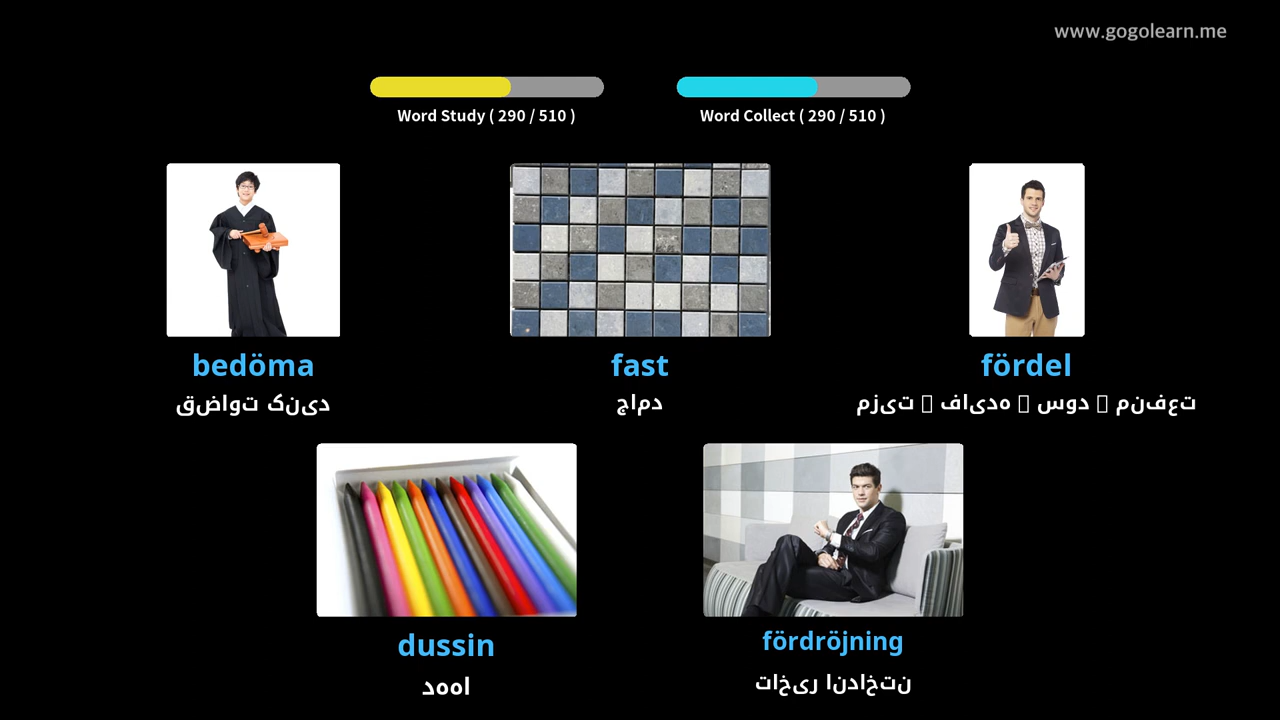 www.gogolearn.me
Word Study ( 290 / 510 )
Word Collect ( 290 / 510 )
bedöma
fast
fördel
قضاوت کنید
جامد
مزیت ▯ فایده ▯ سود ▯ منفعت
dussin
fördröjning
دهها
تاخیر انداختن